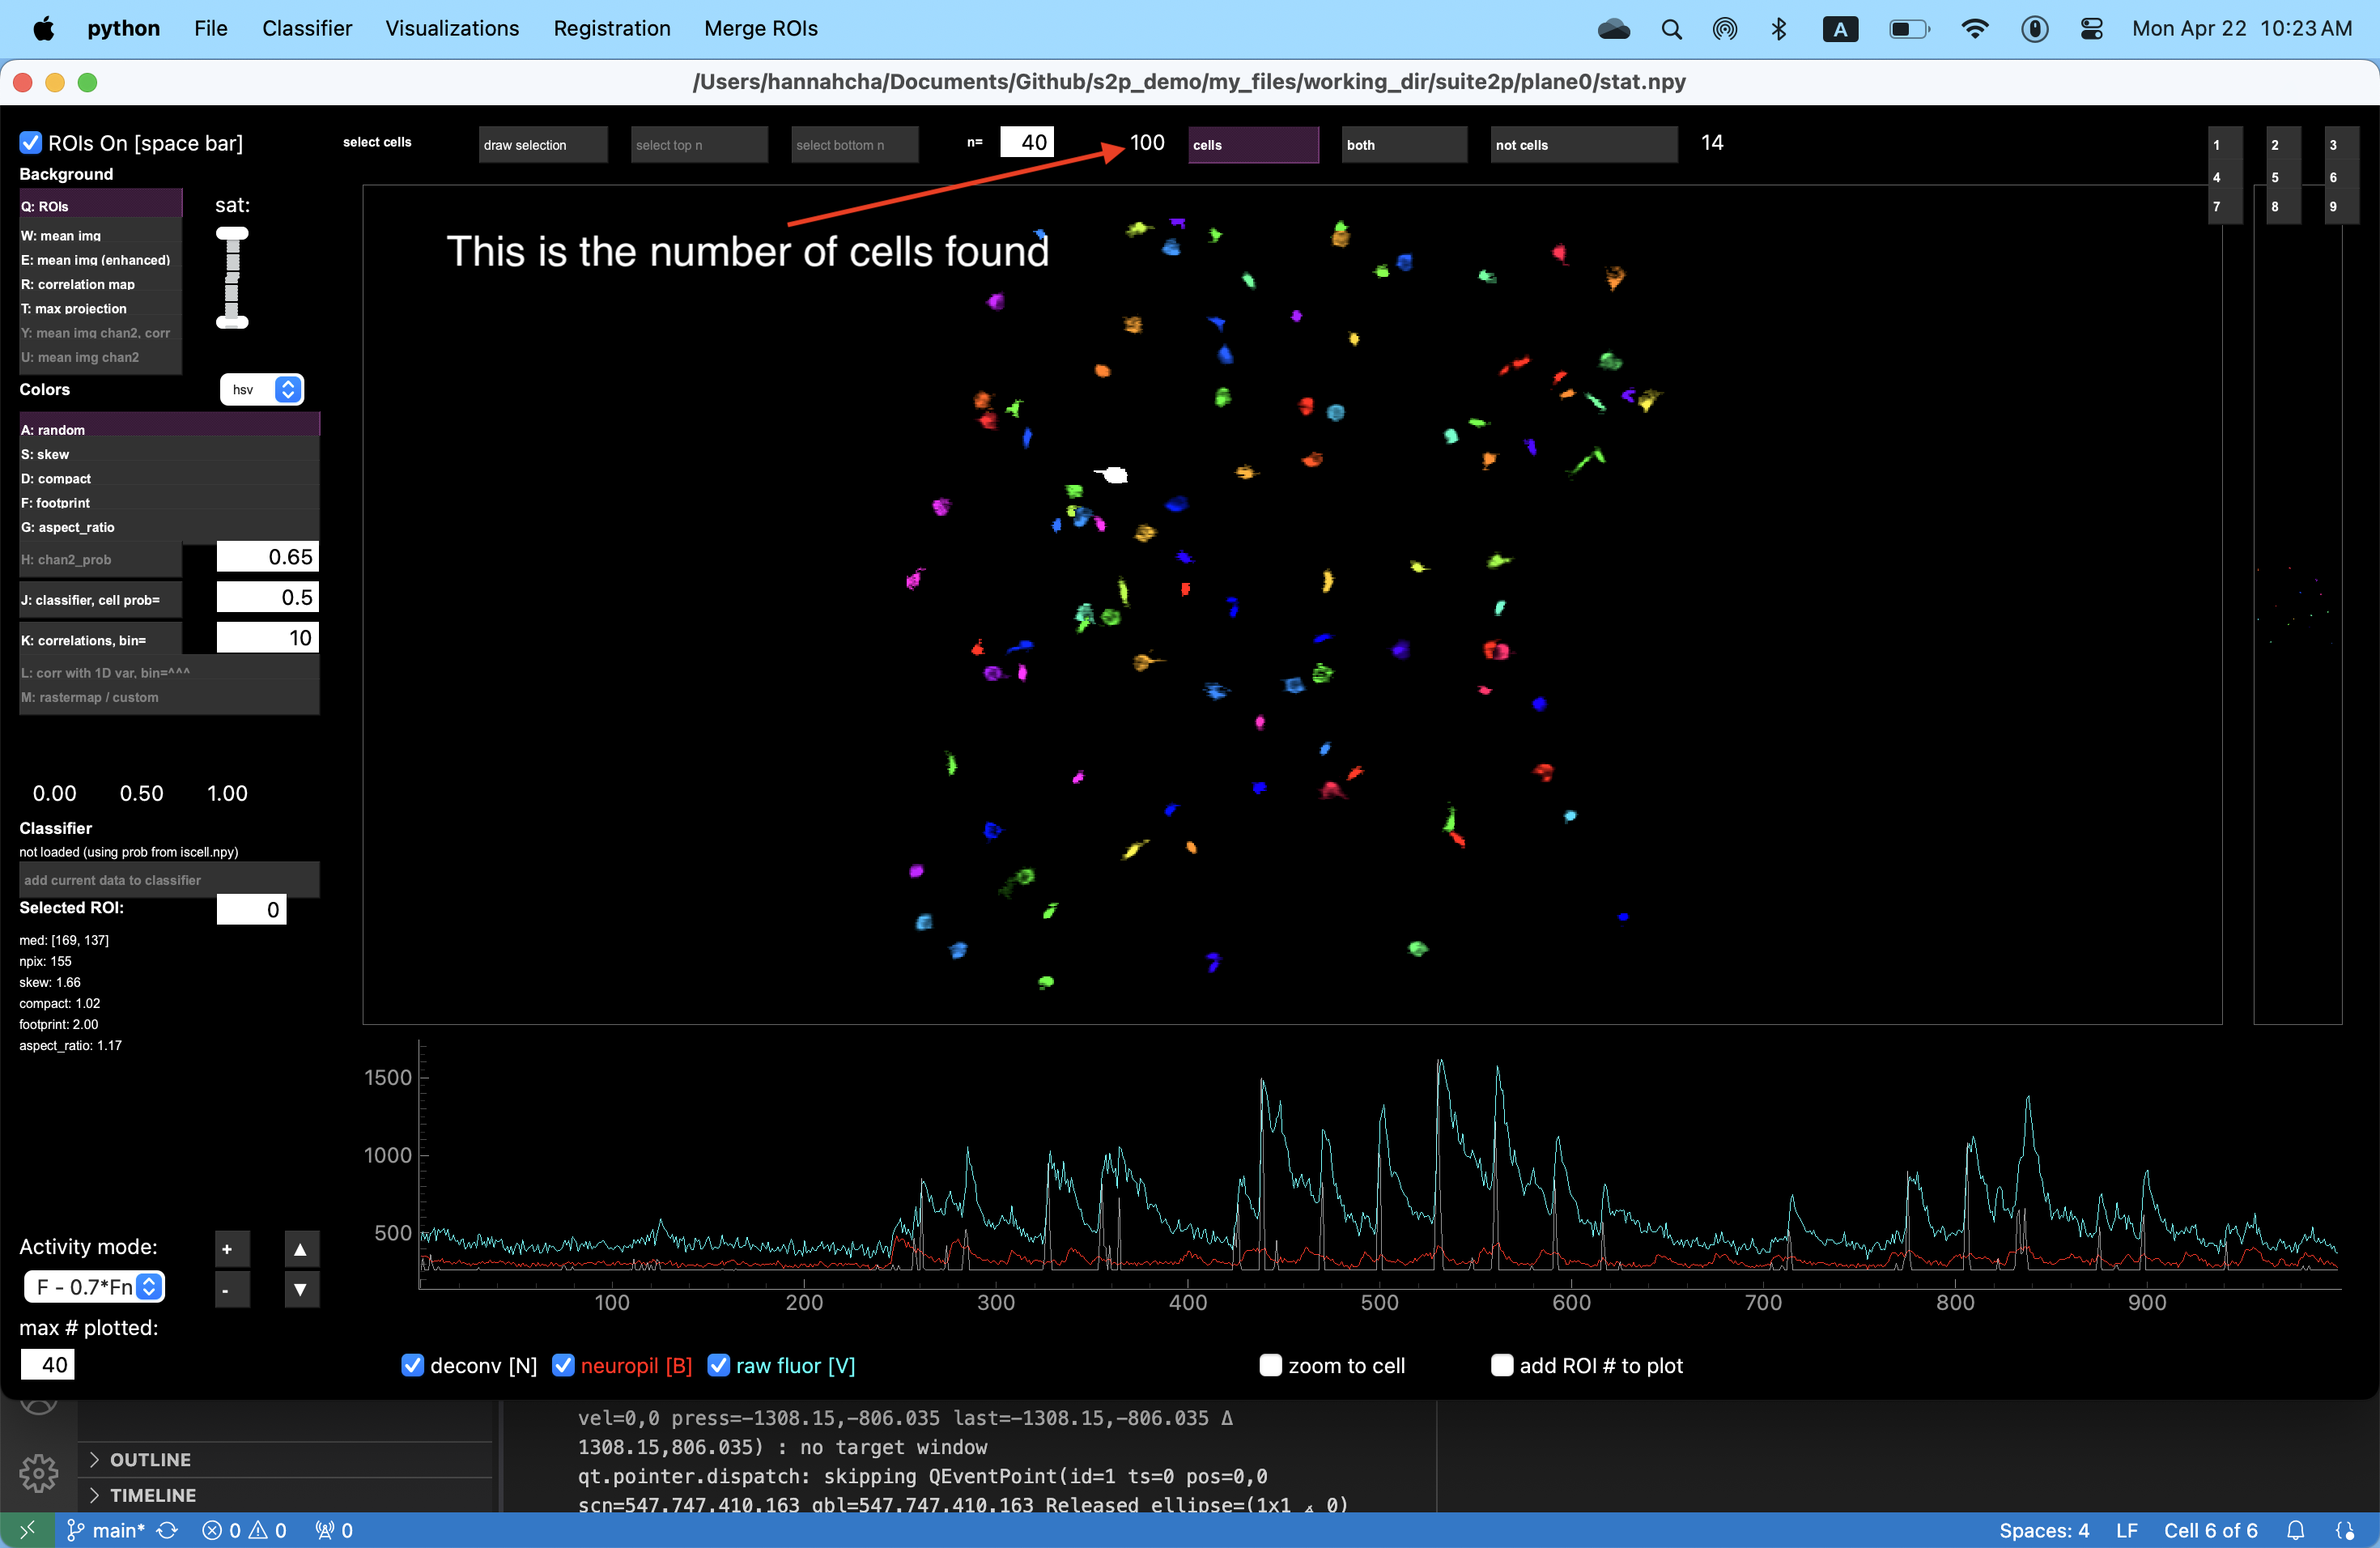 python File Classifier Visualizations Registration Merge ROIs A Mon Apr 22 10:23 AM
/Users/hannahcha/Documents/Github/s2p_demo/my_files/working_dir/suite2p/plane0/stat.npy
ROIs On [space bar] select cells draw selection select top n select bottom n n= 40 100 cells both not cells 14 1 2 3
4 5 6
7 8 9
Background
Q: ROIs sat:
W: mean img
E: mean img (enhanced)
R: correlation map
T: max projection
Y: mean img chan2, corr
U: mean img chan2
This is the number of cells found
Colors hsv
A: random
S: skew
D: compact
F: footprint
G: aspect_ratio
H: chan2_prob 0.65
J: classifier, cell prob= 0.5
K: correlations, bin= 10
L: corr with 1D var, bin=^^^
M: rastermap / custom
0.00 0.50 1.00
Classifier
not loaded (using prob from iscell.npy)
add current data to classifier
Selected ROI: 0
med: [169, 137]
npix: 155
skew: 1.66
compact: 1.02
footprint: 2.00
aspect_ratio: 1.17
1500
1000
500
100 200 300 400 500 600 700 800 900
Activity mode: + ▲
F - 0.7*Fn - ▼
max # plotted:
40 deconv [N] neuropil [B] raw fluor [V] zoom to cell add ROI # to plot
vel=0,0 press=-1308.15,-806.035 last=-1308.15,-806.035 Δ
1308.15,806.035) : no target window
qt.pointer.dispatch: skipping QEventPoint(id=1 ts=0 pos=0,0
scn=547.747,410.163 gbl=547.747,410.163 Released ellipse=(1x1 ∡ 0)
OUTLINE
TIMELINE
main* 0 0 0 Spaces: 4 LF Cell 6 of 6